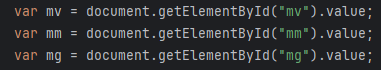 var mv = document.getElementById("mv").value;
var mm = document.getElementById("mm").value;
var mg = document.getElementById("mg").value;